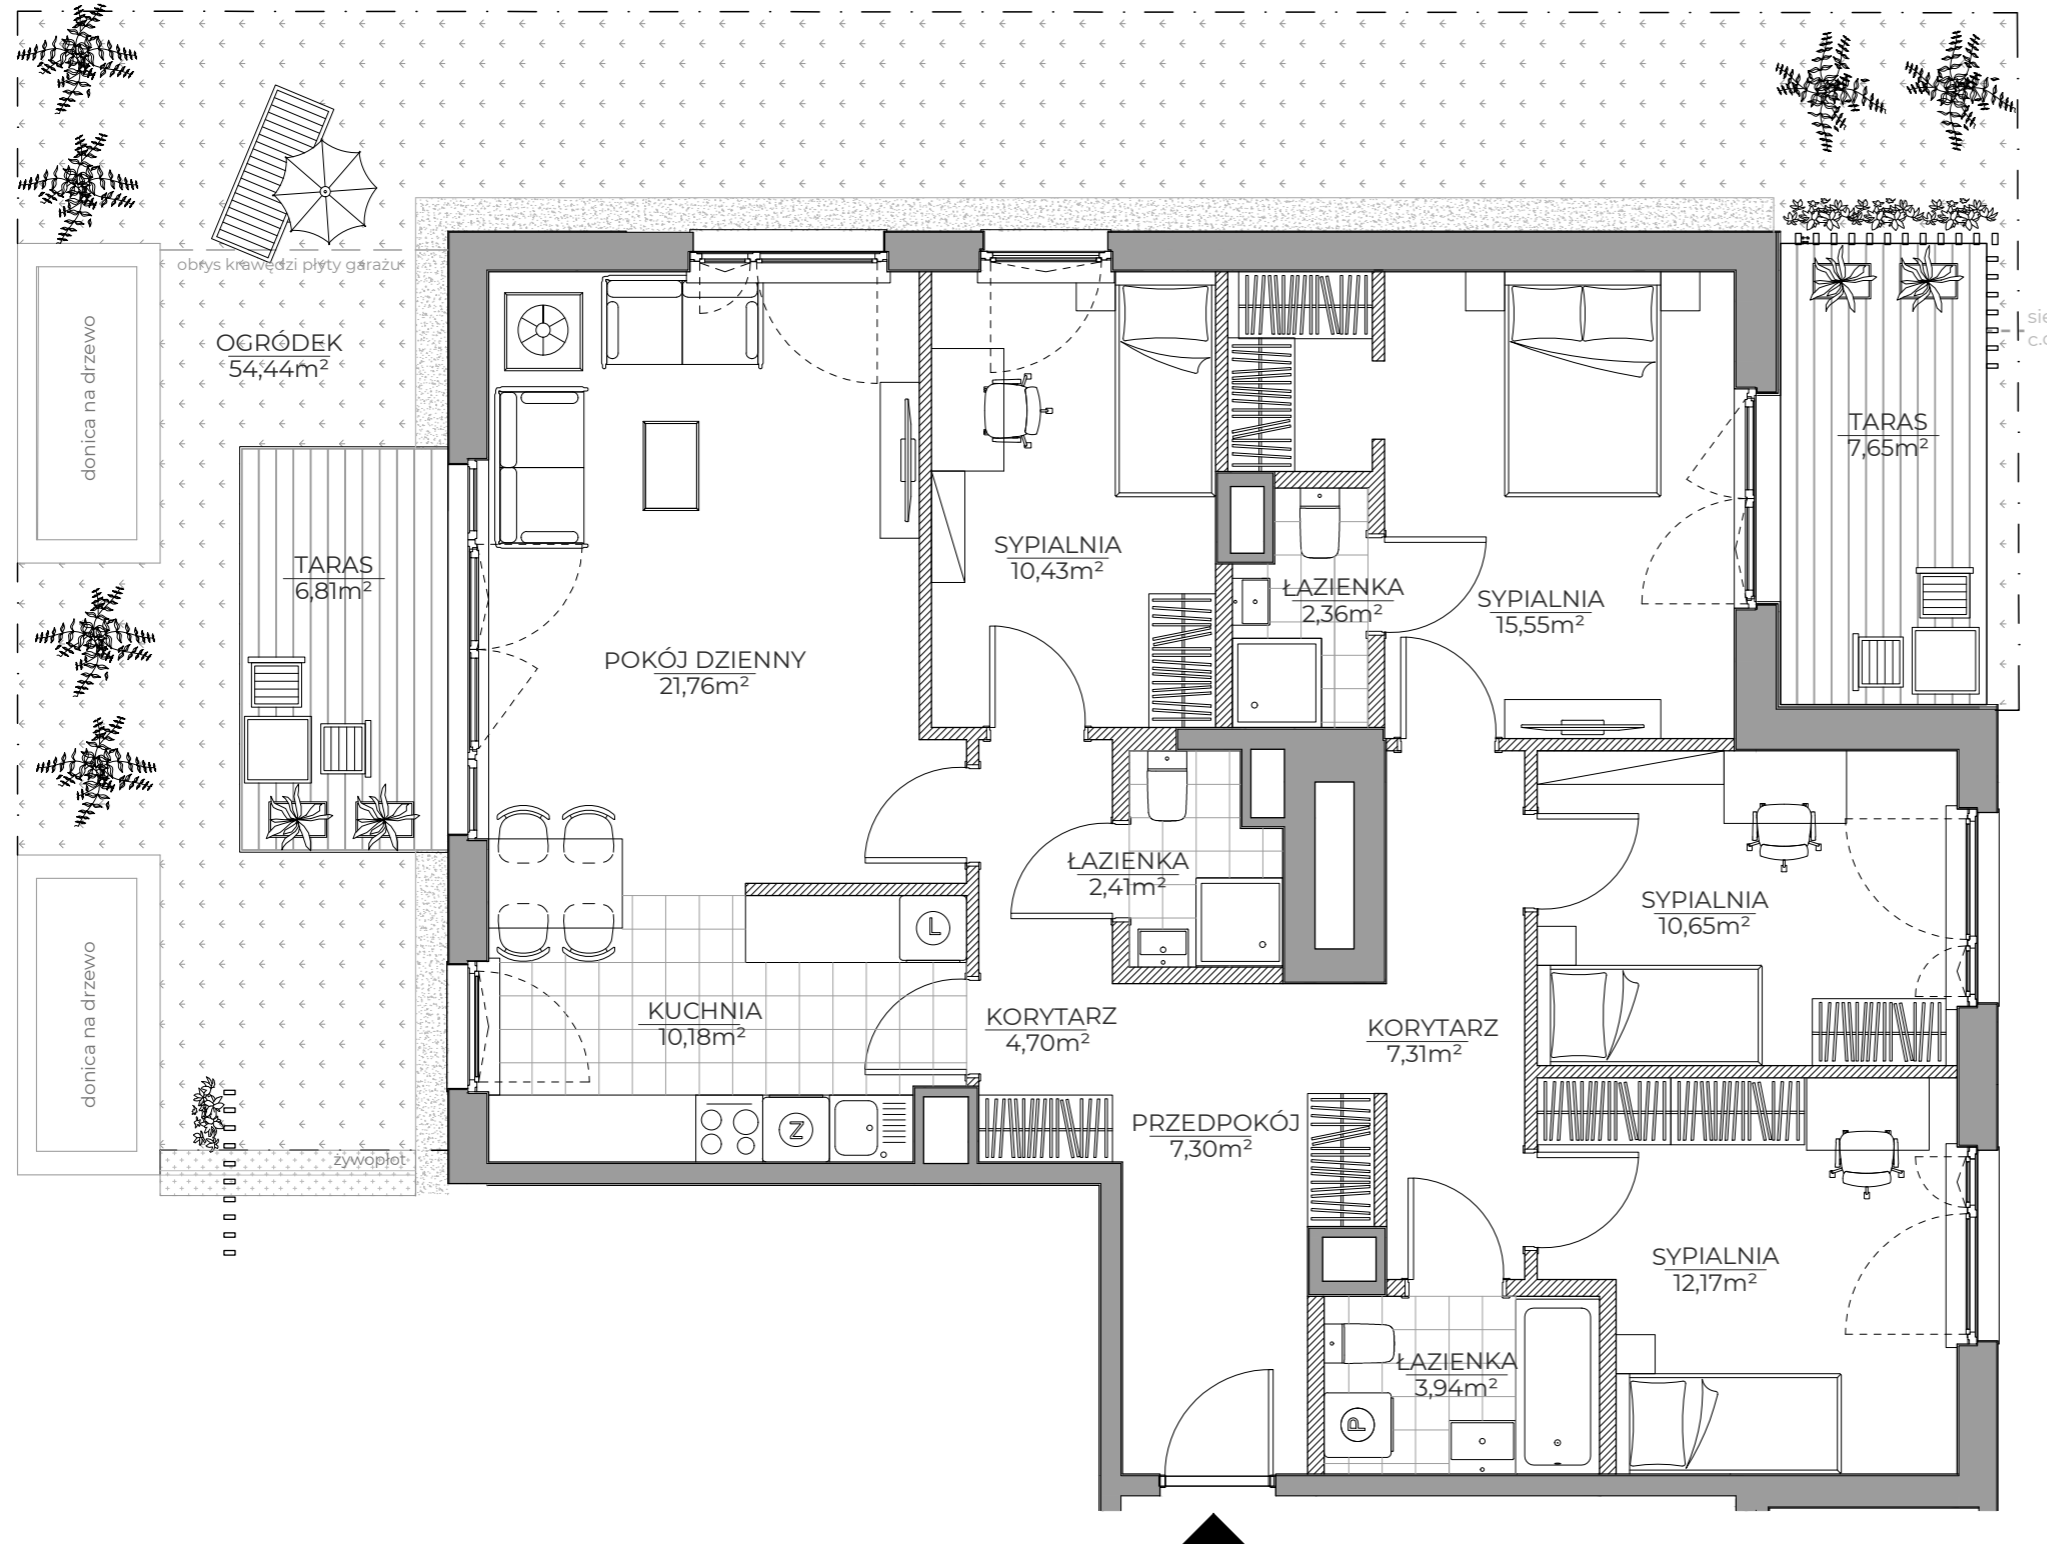 obrys krawędzi płyty garażu
OGRÓDEK
54,44m²
donica na drzewo
TARAS
6,81m²
donica na drzewo
żywopłot
POKÓJ DZIENNY
21,76m²
KUCHNIA
10,18m²
L
Z
SYPIALNIA
10,43m²
ŁAZIENKA
2,36m²
SYPIALNIA
15,55m²
TARAS
7,65m²
ŁAZIENKA
2,41m²
KORYTARZ
4,70m²
KORYTARZ
7,31m²
PRZEDPOKÓJ
7,30m²
SYPIALNIA
10,65m²
SYPIALNIA
12,17m²
ŁAZIENKA
3,94m²
P